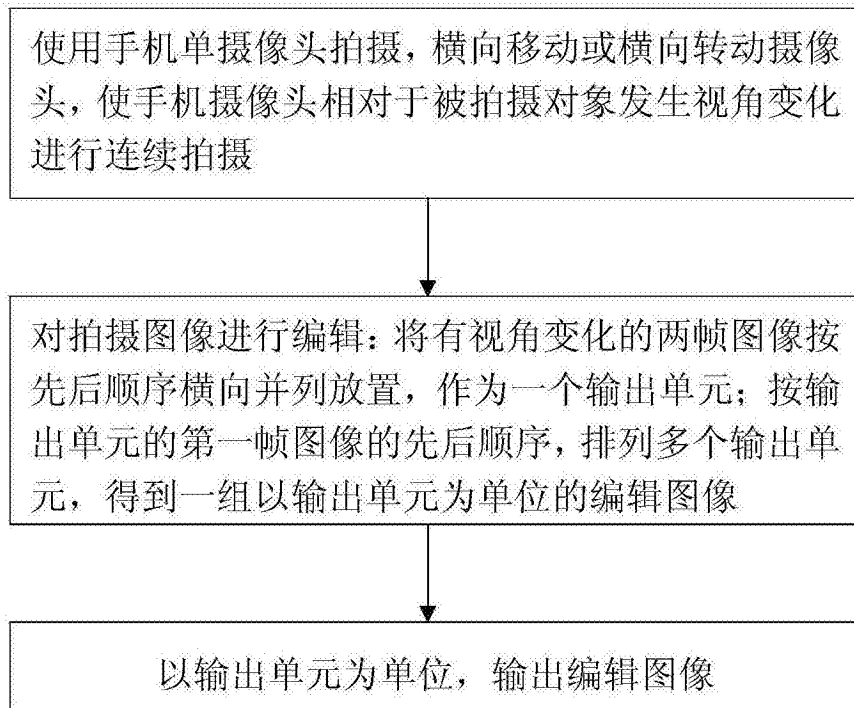 使用手机单摄像头拍摄，横向移动或横向转动摄像
头，使手机摄像头相对于被拍摄对象发生视角变化
进行连续拍摄
对拍摄图像进行编辑：将有视角变化的两帧图像按
先后顺序横向并列放置，作为一个输出单元；按输
出单元的第一帧图像的先后顺序，排列多个输出单
元，得到一组以输出单元为单位的编辑图像
以输出单元为单位，输出编辑图像